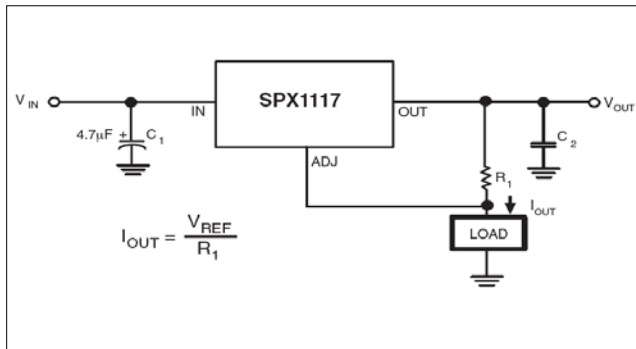 V IN
IN
SPX1117
OUT
V OUT
4.7µF + C 1
ADJ
C 2
R 1
I OUT
I OUT = V REF / R 1
LOAD